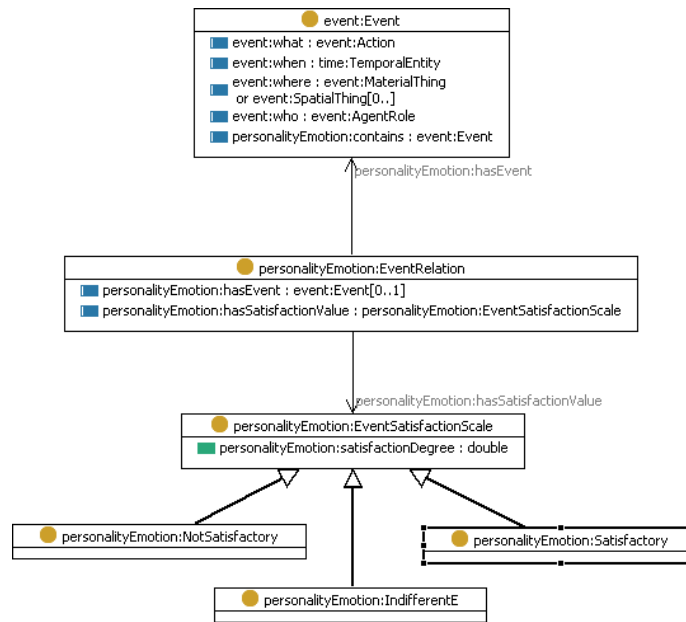 event:Event
event:what : event:Action
event:when : time:TemporalEntity
event:where : event:MaterialThing
or event:SpatialThing[0..]
event:who : event:AgentRole
personalityEmotion:contains : event:Event
personalityEmotion:hasEvent
personalityEmotion:EventRelation
personalityEmotion:hasEvent : event:Event[0..1]
personalityEmotion:hasSatisfactionValue : personalityEmotion:EventSatisfactionScale
personalityEmotion:hasSatisfactionValue
personalityEmotion:EventSatisfactionScale
personalityEmotion:satisfactionDegree : double
personalityEmotion:NotSatisfactory
personalityEmotion:Satisfactory
personalityEmotion:IndifferentE